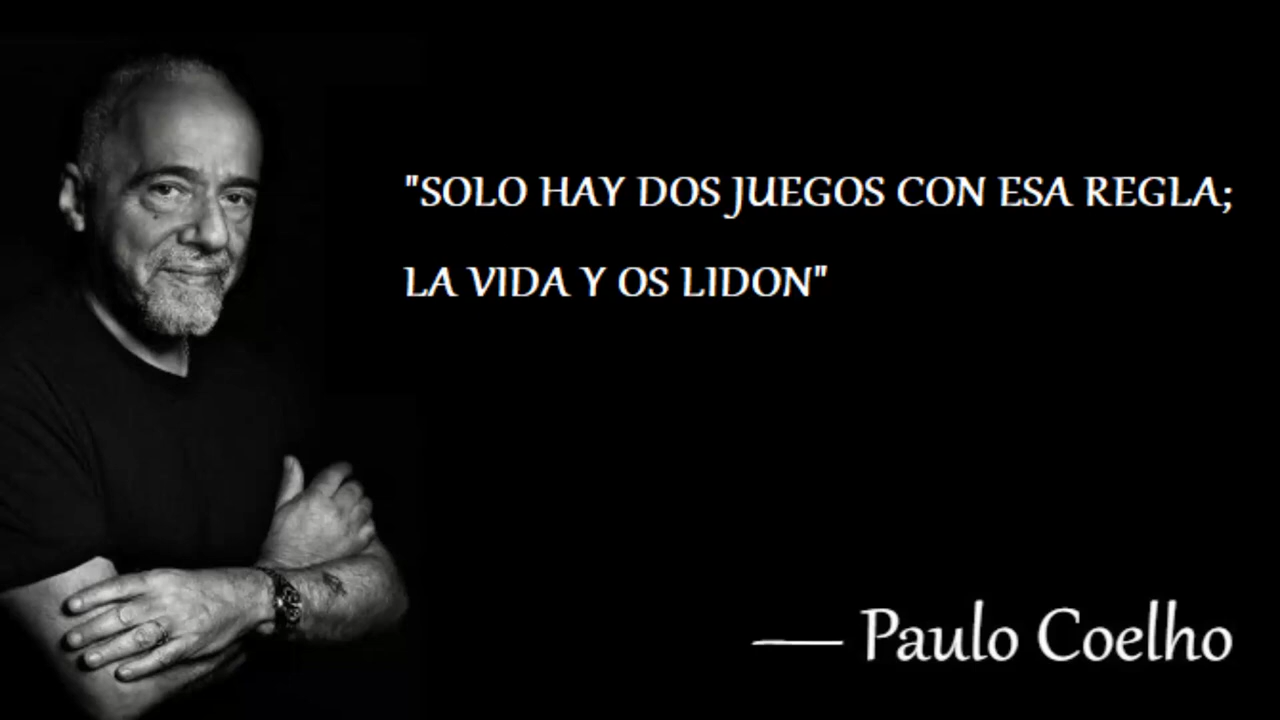 "SOLO HAY DOS JUEGOS CON ESA REGLA;
LA VIDA Y OS LIDON"
— Paulo Coelho